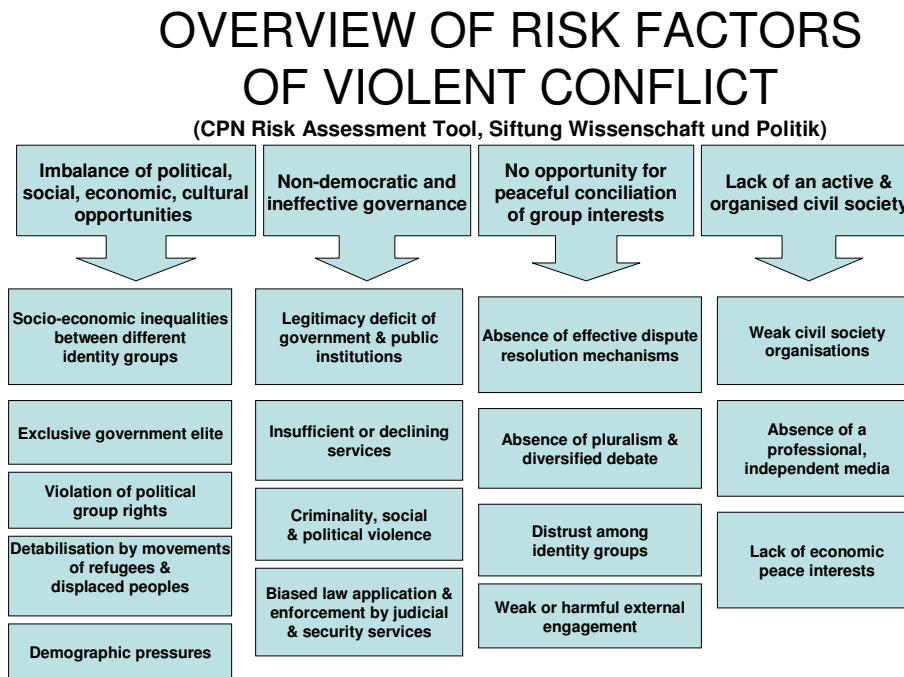 OVERVIEW OF RISK FACTORS
OF VIOLENT CONFLICT
(CPN Risk Assessment Tool, Siftung Wissenschaft und Politik)
Imbalance of political,
social, economic, cultural
opportunities
Socio-economic inequalities
between different
identity groups
Exclusive government elite
Violation of political
group rights
Detabilisation by movements
of refugees &
displaced peoples
Demographic pressures
Non-democratic and
ineffective governance
Legitimacy deficit of
government & public
institutions
Insufficient or declining
services
Criminality, social
& political violence
Biased law application &
enforcement by judicial
& security services
No opportunity for
peaceful conciliation
of group interests
Absence of effective dispute
resolution mechanisms
Absence of pluralism &
diversified debate
Distrust among
identity groups
Weak or harmful external
engagement
Lack of an active &
organised civil society
Weak civil society
organisations
Absence of a
professional,
independent media
Lack of economic
peace interests